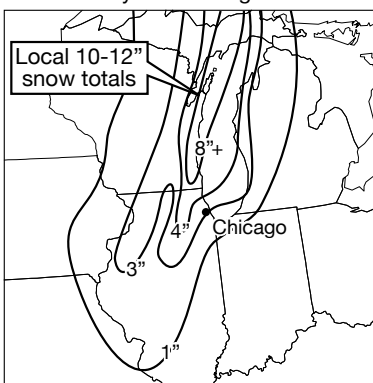 Local 10-12”
snow totals
8”+
4”
Chicago
3”
1”